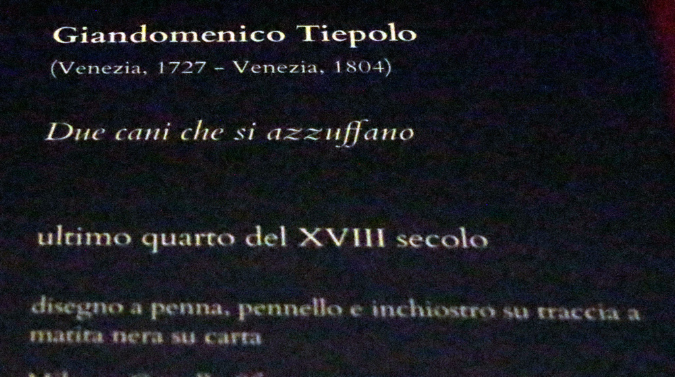 Giandomenico Tiepolo
(Venezia, 1727 – Venezia, 1804)
Due cani che si azzuffano
ultimo quarto del XVIII secolo
disegno a penna, pennello e inchiostro su traccia a
matita nera su carta